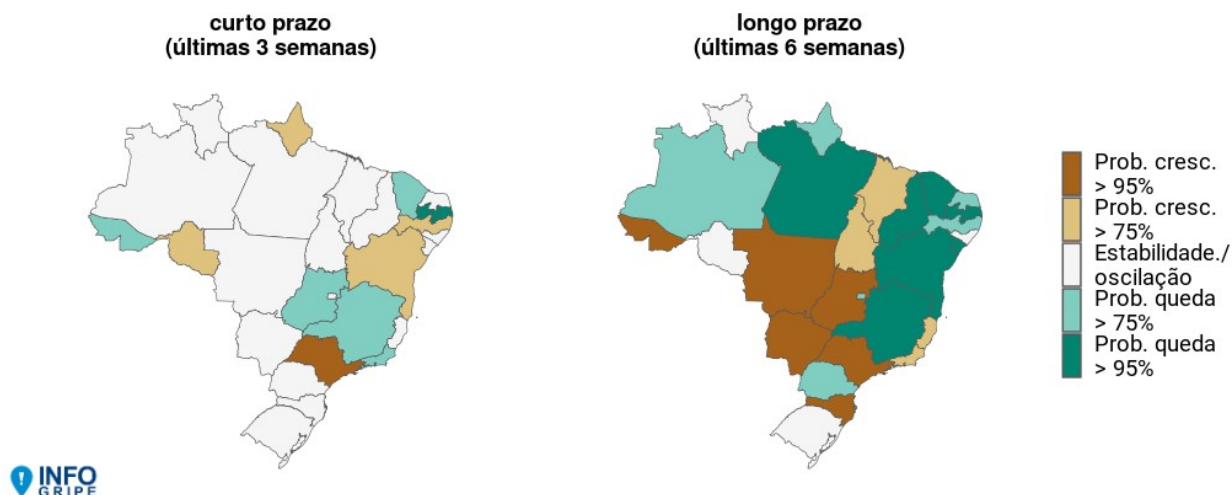 curto prazo
(últimas 3 semanas)
longo prazo
(últimas 6 semanas)
Prob. cresc.
> 95%
Prob. cresc.
> 75%
Estabilidade./
oscilação
Prob. queda
> 75%
Prob. queda
> 95%
INFO
GRIPE